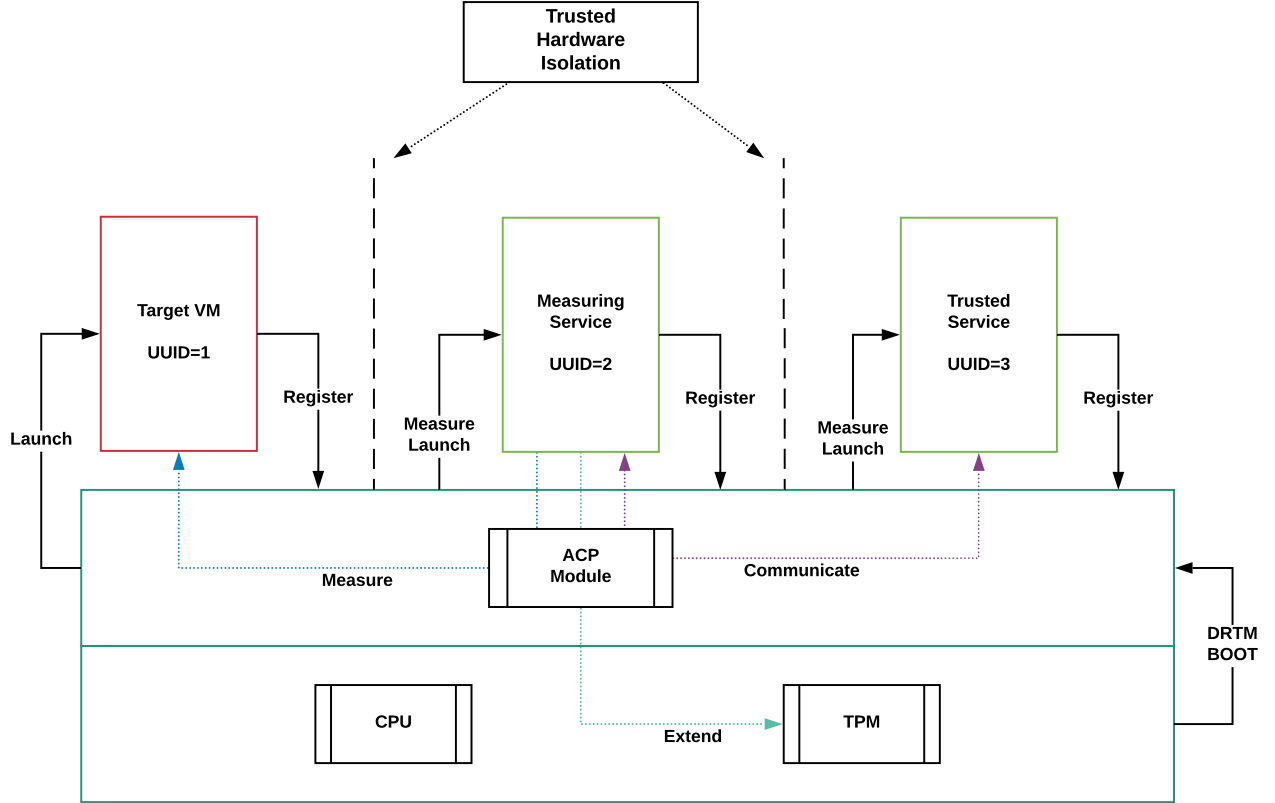 Trusted
Hardware
Isolation
Target VM
UUID=1
Measuring
Service
UUID=2
Trusted
Service
UUID=3
Launch
Register
Measure
Launch
Register
Measure
Launch
Register
ACP
Module
Measure
Communicate
DRTM
BOOT
CPU
TPM
Extend